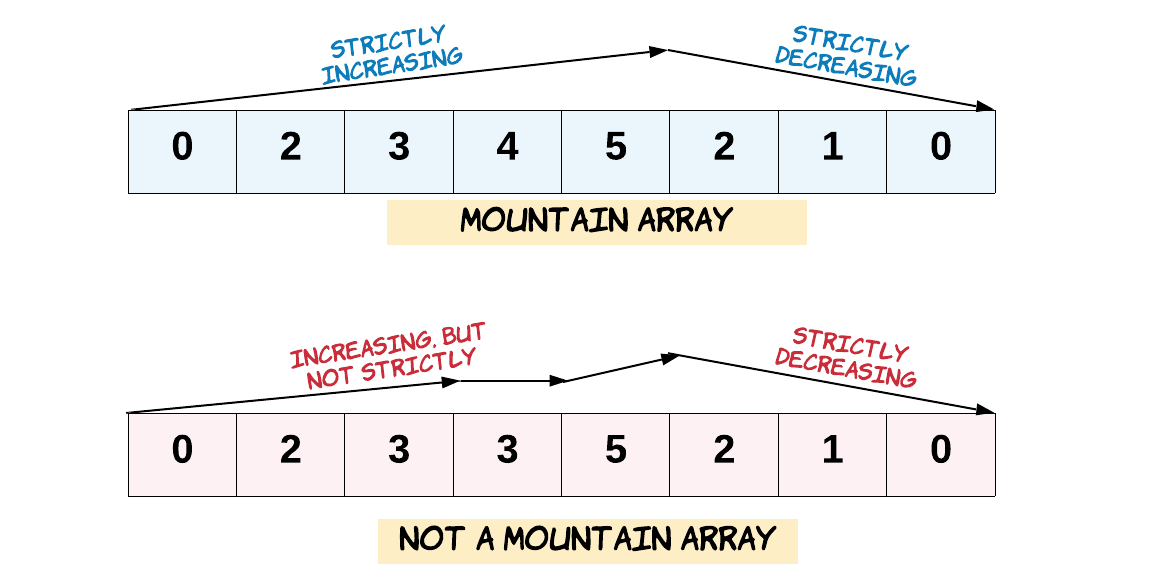 STRICTLY
INCREASING
STRICTLY
DECREASING
0 2 3 4 5 2 1 0
MOUNTAIN ARRAY
INCREASING, BUT
NOT STRICTLY
STRICTLY
DECREASING
0 2 3 3 5 2 1 0
NOT A MOUNTAIN ARRAY